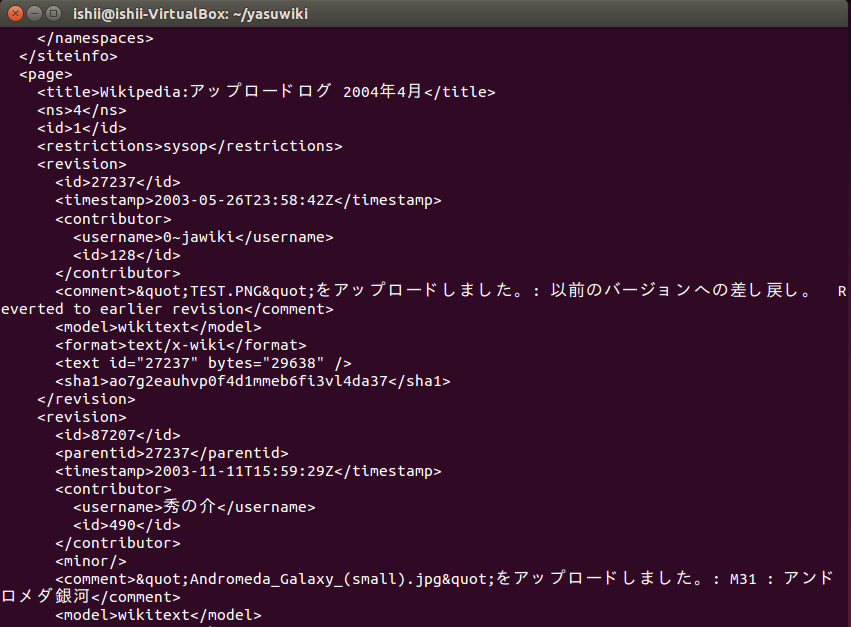 ishii@ishii-VirtualBox: ~/yasuwiki
</namespaces>
</siteinfo>
<page>
<title>Wikipedia:アップロードログ 2004年4月</title>
<ns>4</ns>
<id>1</id>
<restrictions>sysop</restrictions>
<revision>
<id>27237</id>
<timestamp>2003-05-26T23:58:42Z</timestamp>
<contributor>
<username>0~jawiki</username>
<id>128</id>
</contributor>
<comment>&quot;TEST.PNG&quot;をアップロードしました。: 以前のバージョンへの差し戻し。 R
everted to earlier revision</comment>
<model>wikitext</model>
<format>text/x-wiki</format>
<text id="27237" bytes="29638" />
<sha1>ao7g2eauhvp0f4d1mmeb6fi3vl4da37</sha1>
</revision>
<revision>
<id>87207</id>
<parentid>27237</parentid>
<timestamp>2003-11-11T15:59:29Z</timestamp>
<contributor>
<username>秀の介</username>
<id>490</id>
</contributor>
<minor/>
<comment>&quot;Andromeda_Galaxy_(small).jpg&quot;をアップロードしました。: M31 : アンド
ロメダ銀河</comment>
<model>wikitext</model>